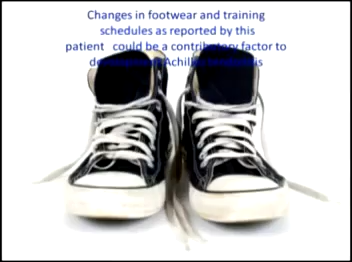 Changes in footwear and training
schedules as reported by this
patient could be a contributory factor to
Achilles